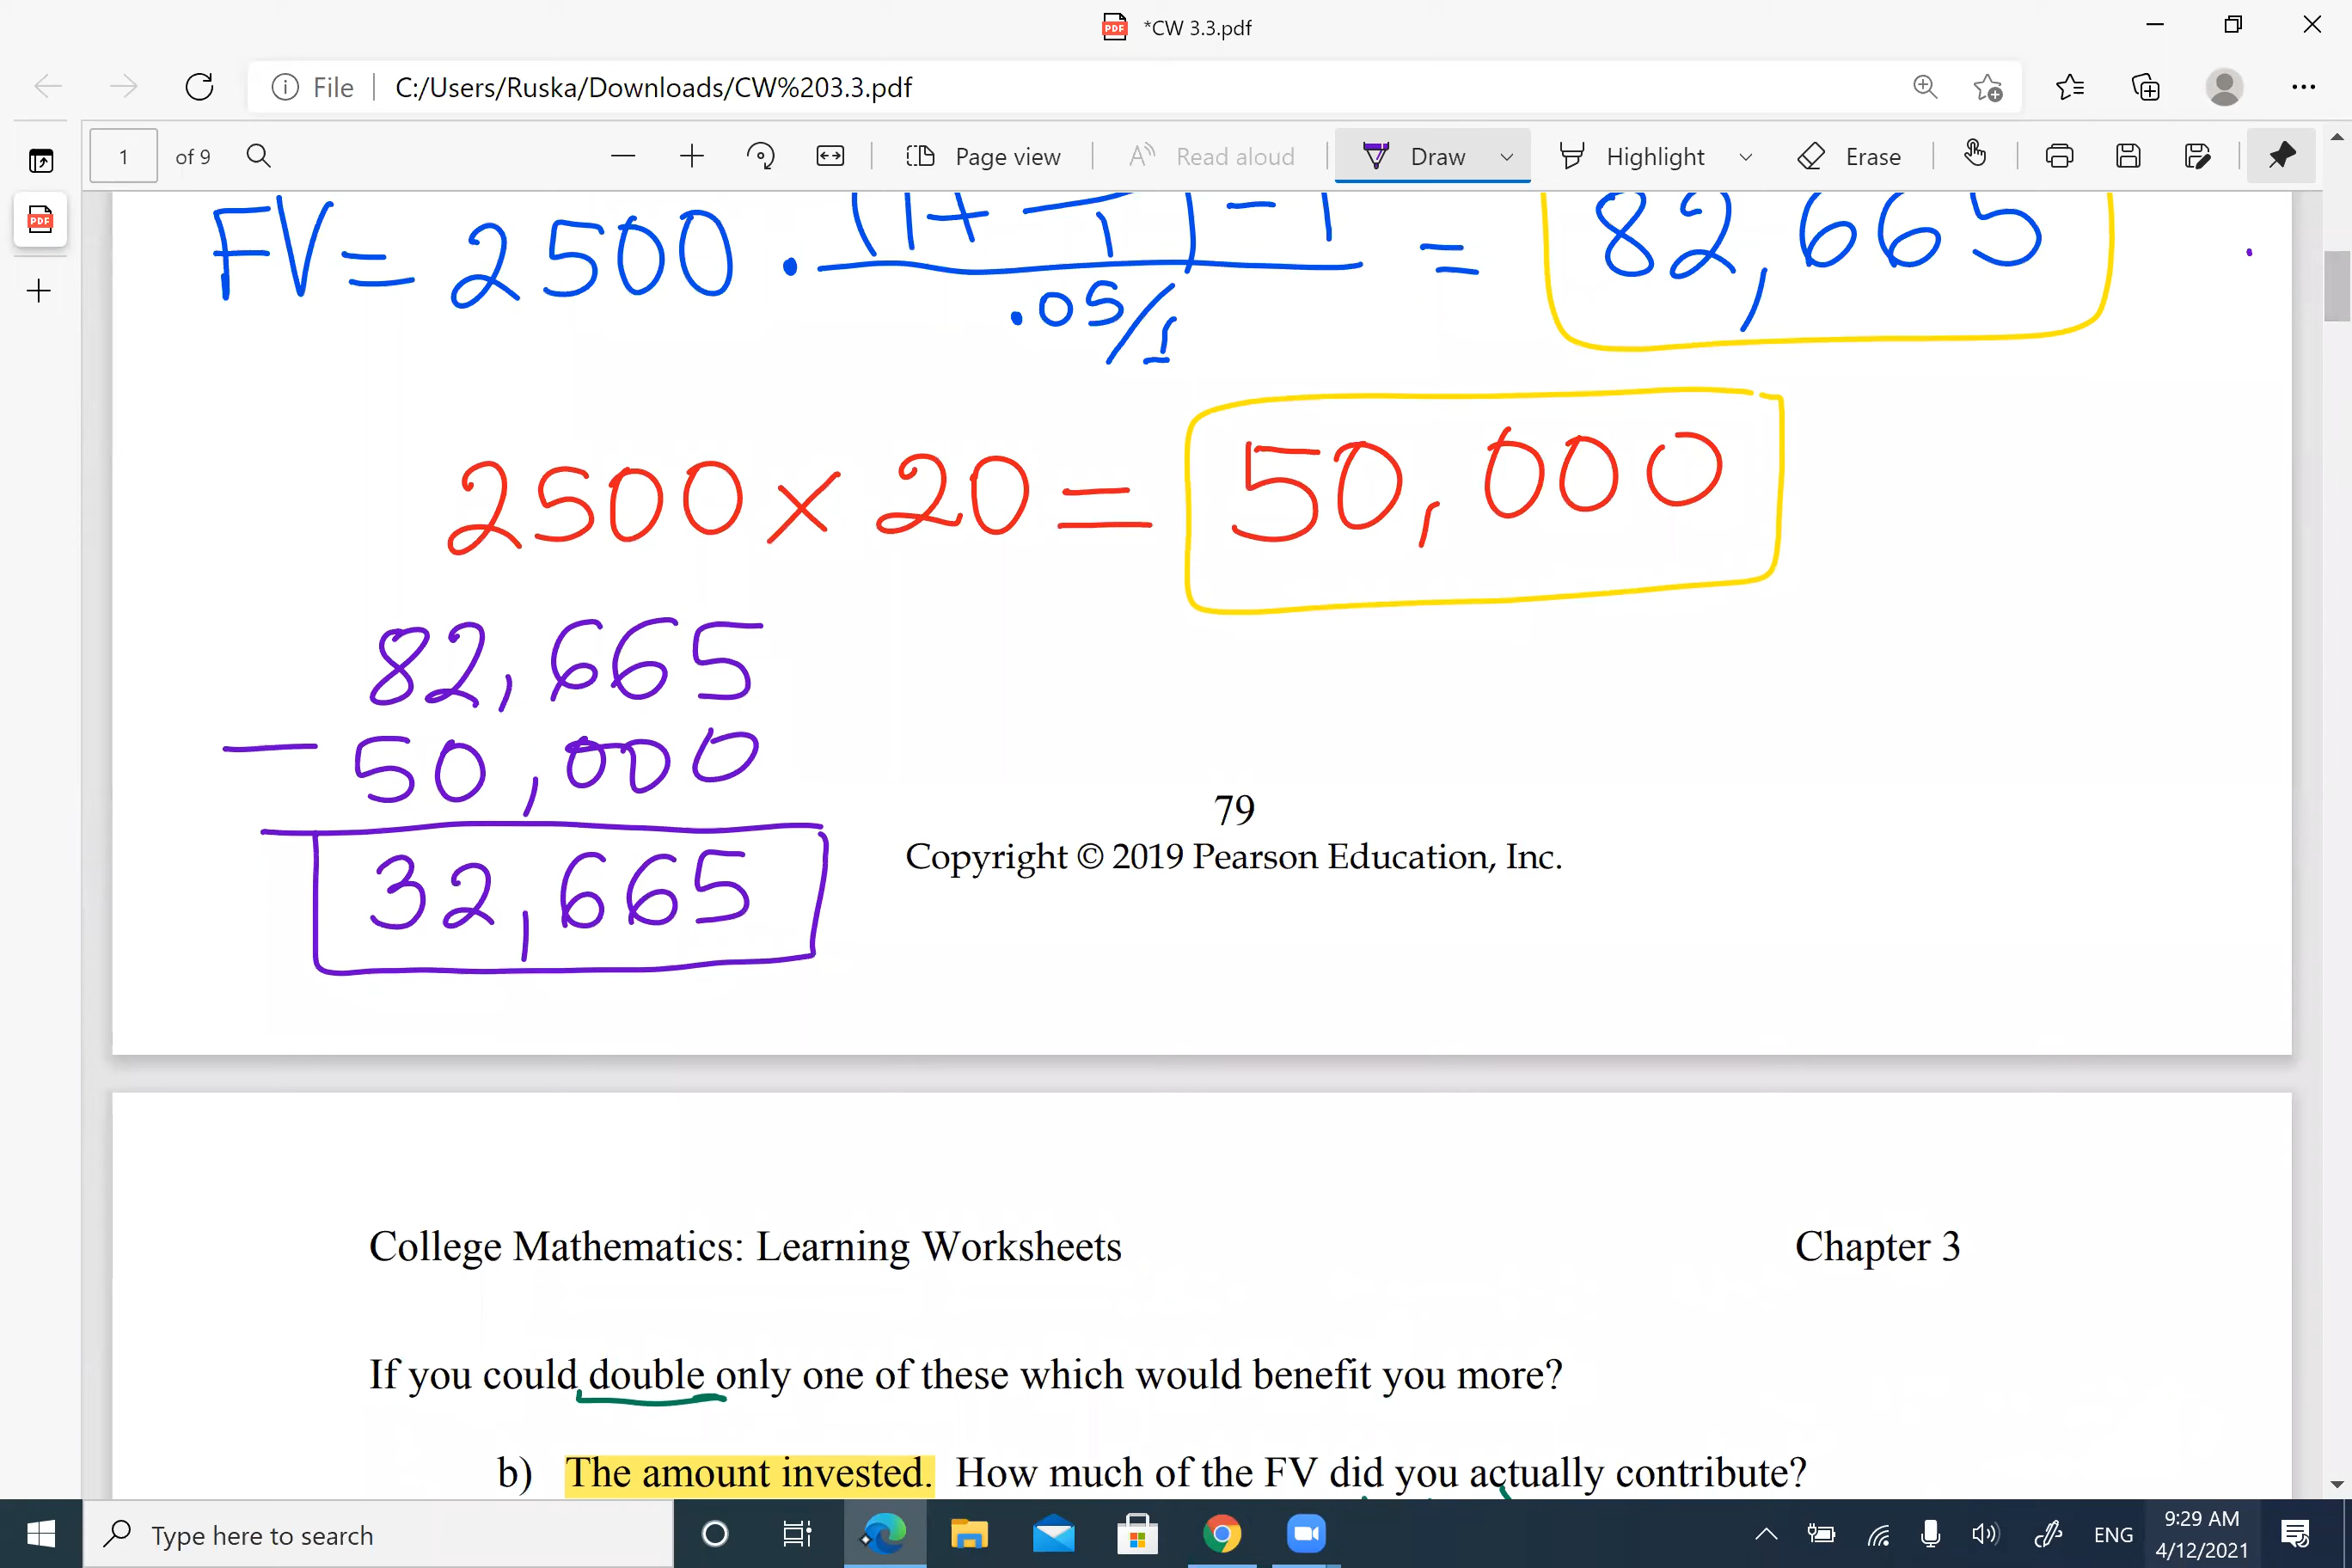 *CW 3.3.pdf
File C:/Users/Ruska/Downloads/CW%203.3.pdf
1 of 9 Page view Read aloud Draw Highlight Erase
FV = 2500 · (1+ ) -1 = 82,665
.05/1
2500 × 20 = 50,000
82,665
- 50,000
32,665
79
Copyright © 2019 Pearson Education, Inc.
College Mathematics: Learning Worksheets Chapter 3
If you could double only one of these which would benefit you more?
b) The amount invested. How much of the FV did you actually contribute?
Type here to search ENG 9:29 AM
4/12/2021